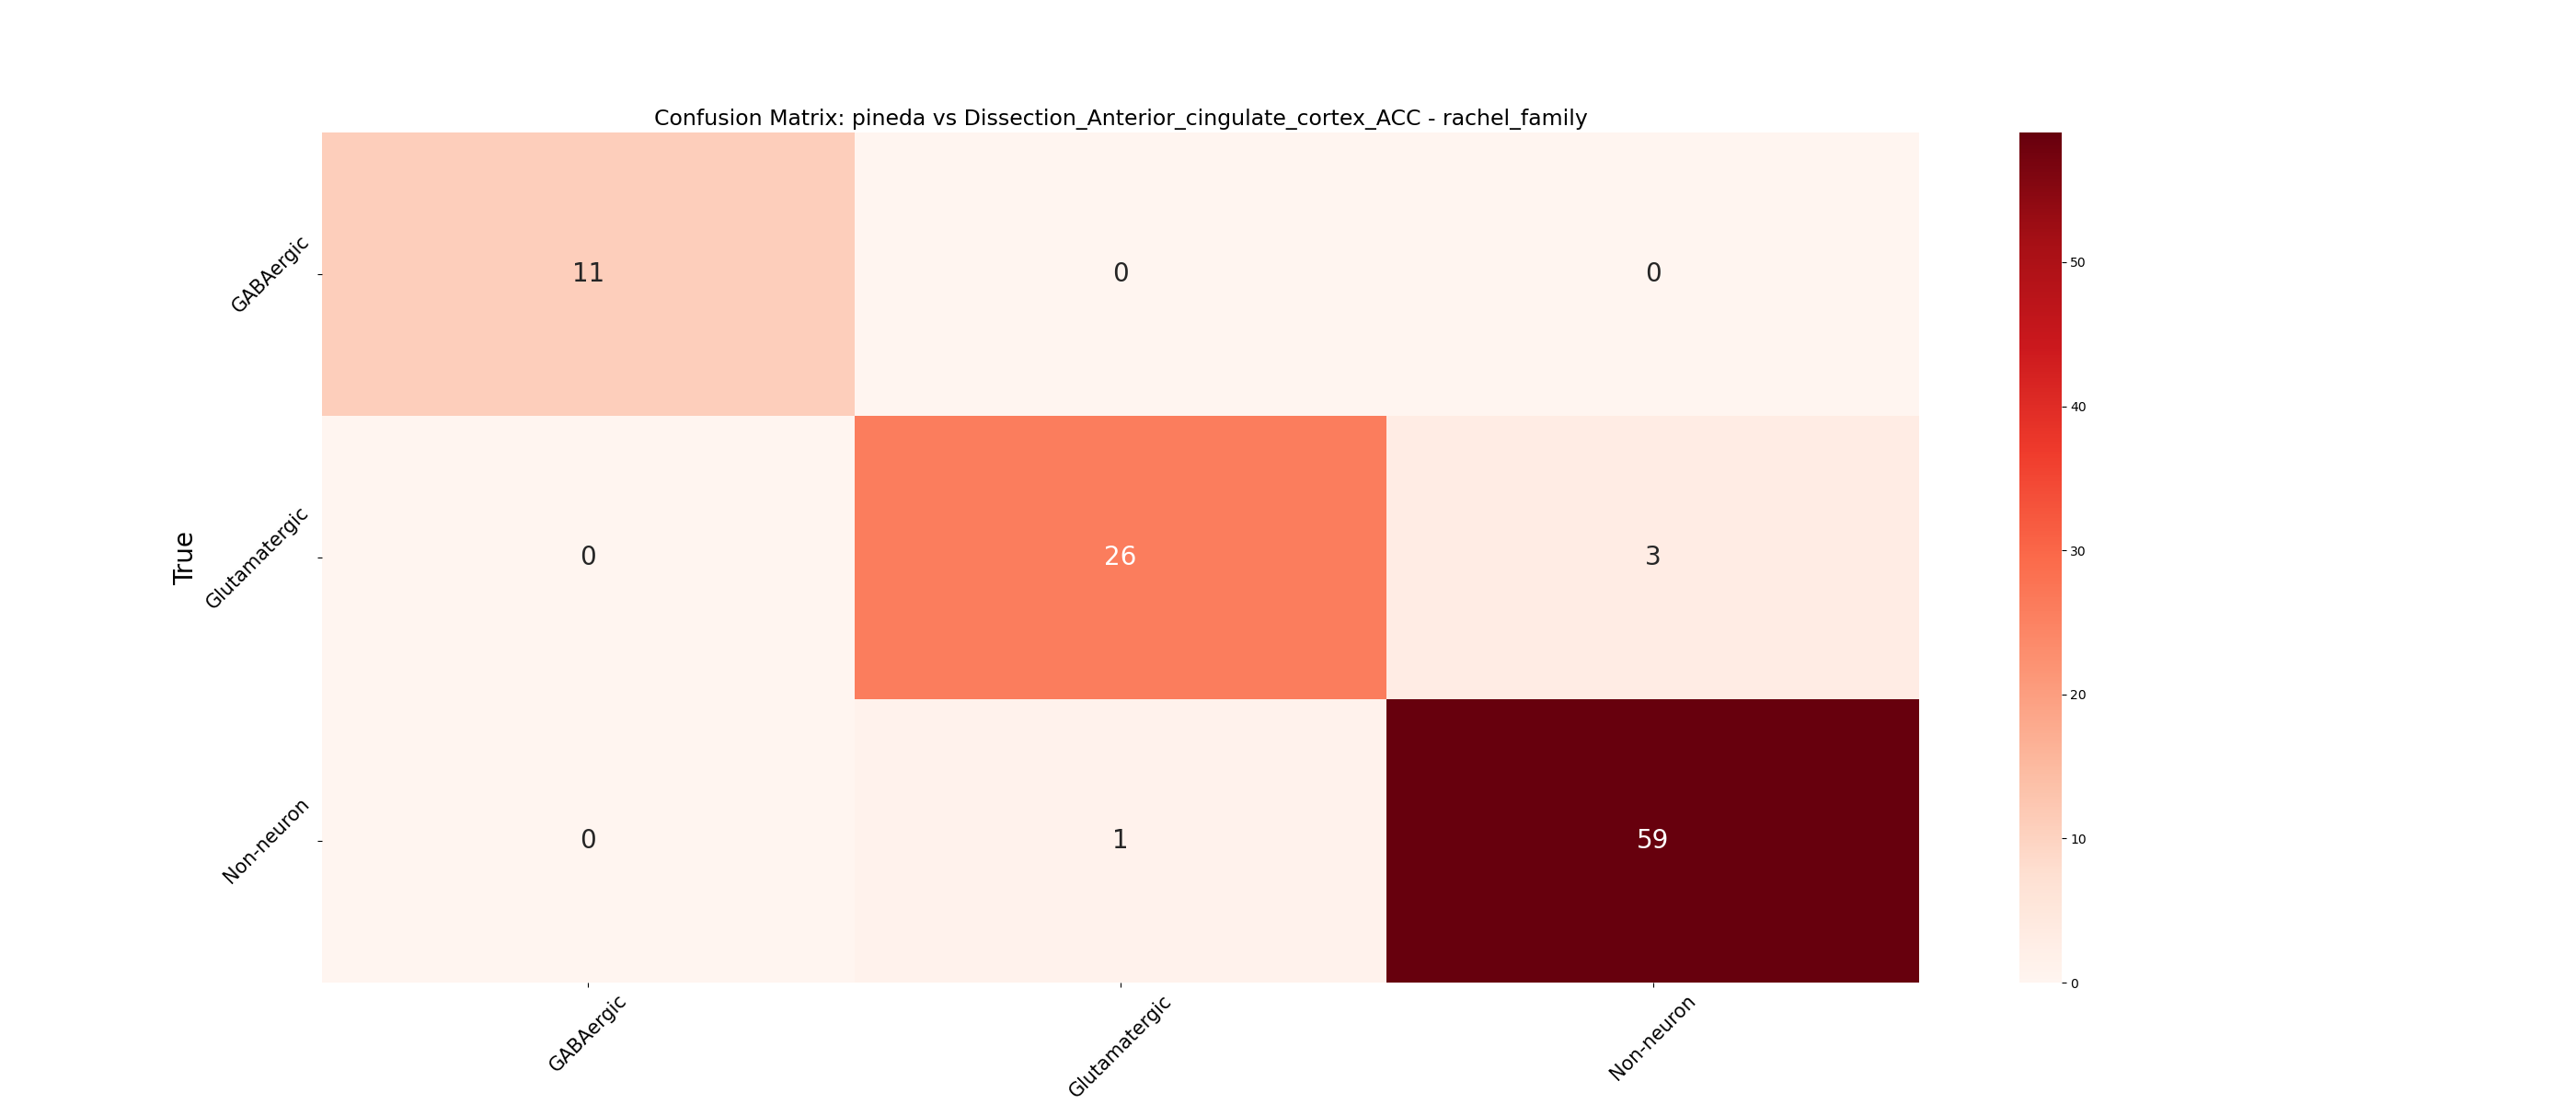 Confusion Matrix: pineda vs Dissection_Anterior_cingulate_cortex_ACC - rachel_family
True
GABAergic
11 0 0
Glutamatergic
0 26 3
Non-neuron
0 1 59
GABAergic Glutamatergic Non-neuron
50
40
30
20
10
0